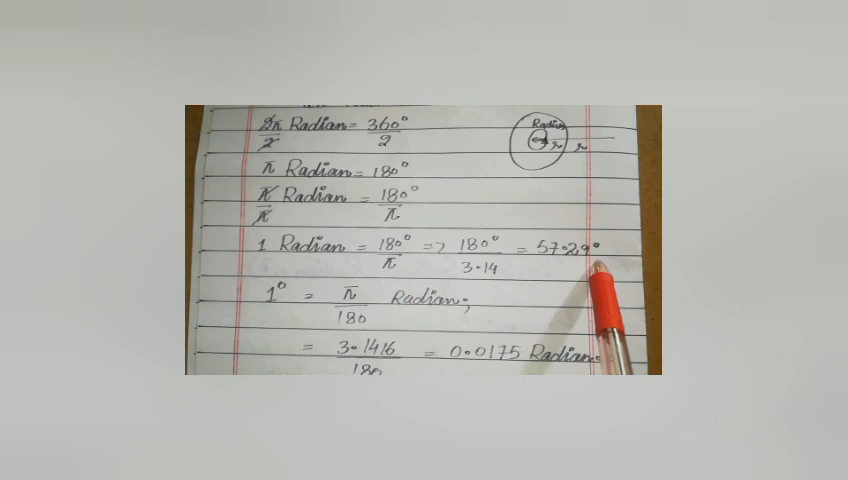 2π/2 Radian = 360°/2
Radius
r r
π Radian = 180°
π/π Radian = 180°/π
1 Radian = 180°/π => 180°/3.14 = 57.29°
1° = π/180 Radian;
= 3.1416/180 = 0.0175 Radian.